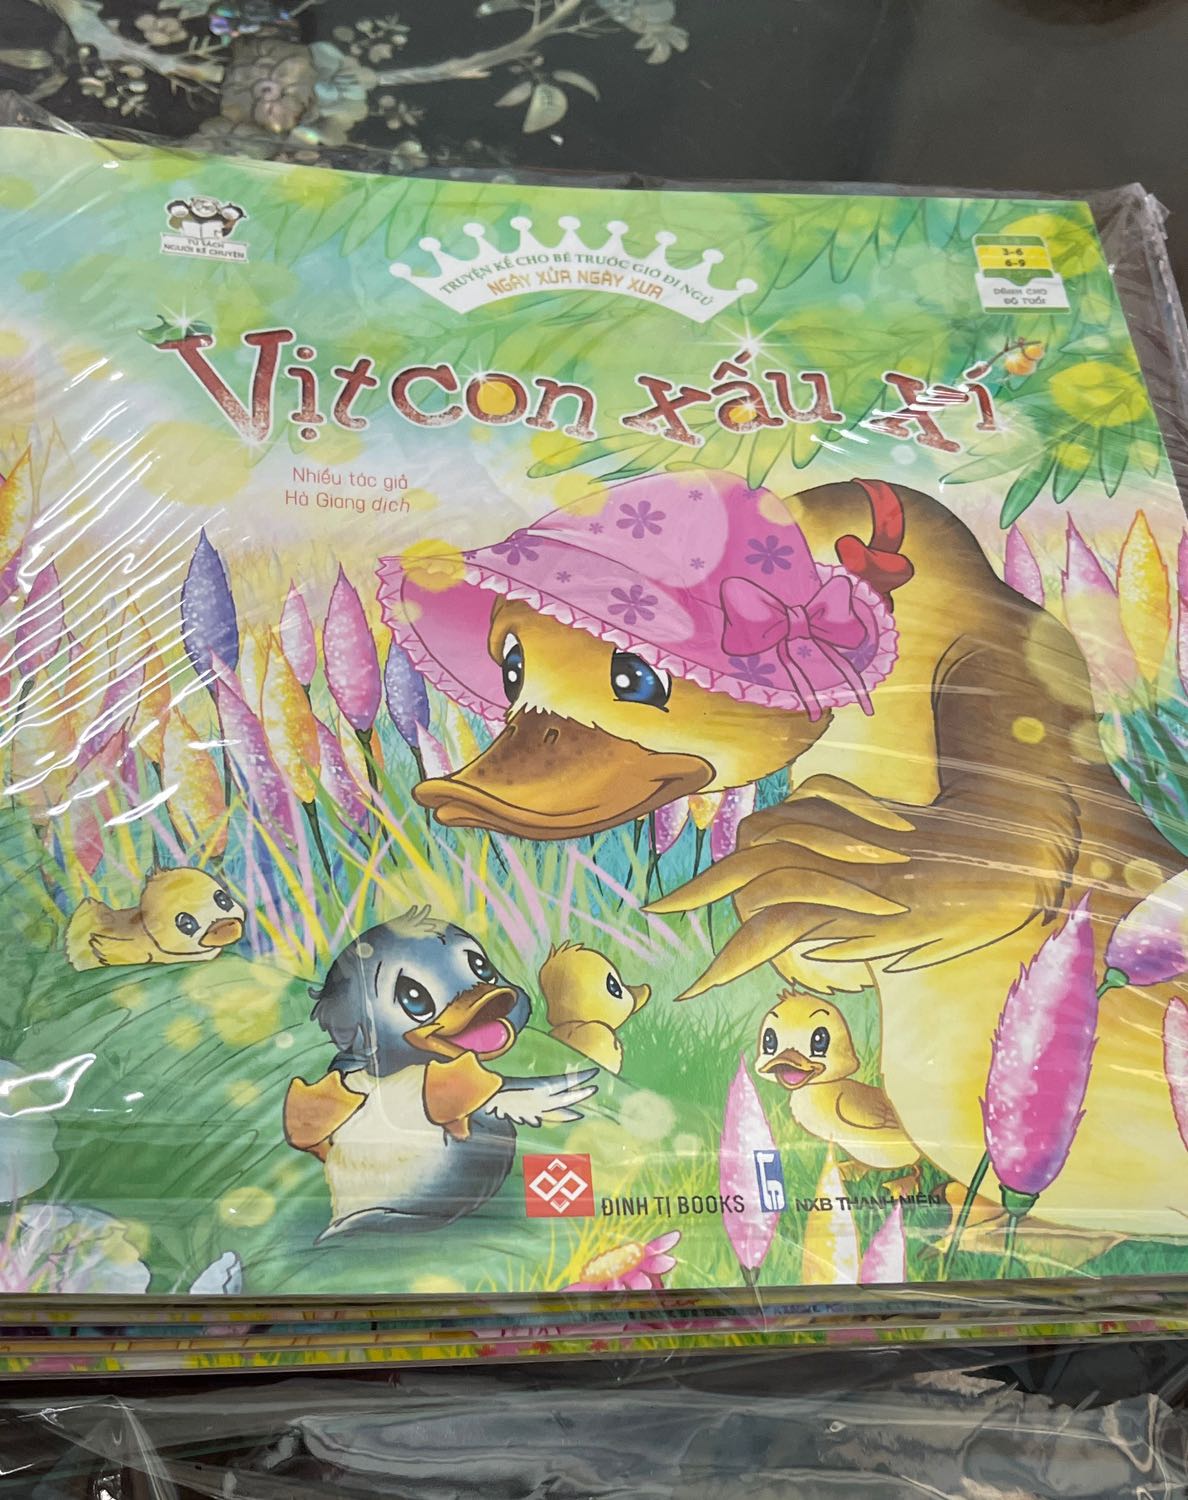 TỦ SÁCH
NGƯỜI KỂ CHUYỆN
TRUYỆN KỂ CHO BÉ TRƯỚC GIỜ ĐI NGỦ
NGÀY XỬA NGÀY XƯA
3-6
6-9
DÀNH CHO
ĐỘ TUỔI
Vịt con xấu xí
Nhiều tác giả
Hà Giang dịch
ĐINH TỊ BOOKS
NXB THANH NIÊN